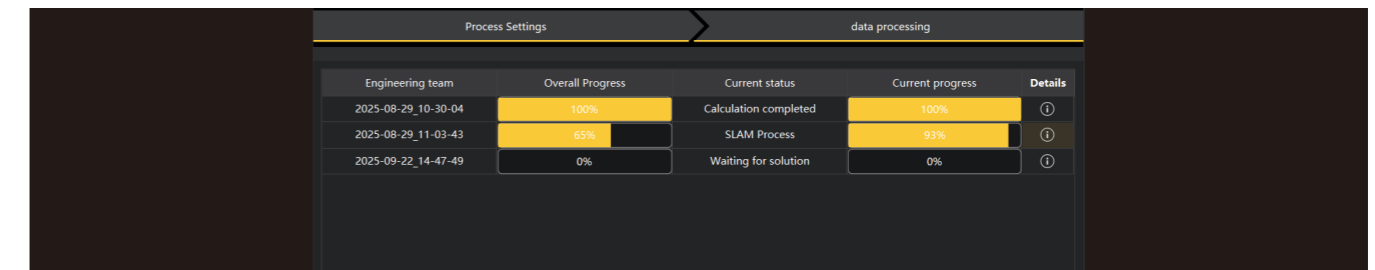 Process Settings data processing
Engineering team Overall Progress Current status Current progress Details
2025-08-29_10-30-04 100% Calculation completed 100%
2025-08-29_11-03-43 65% SLAM Process 93%
2025-09-22_14-47-49 0% Waiting for solution 0%